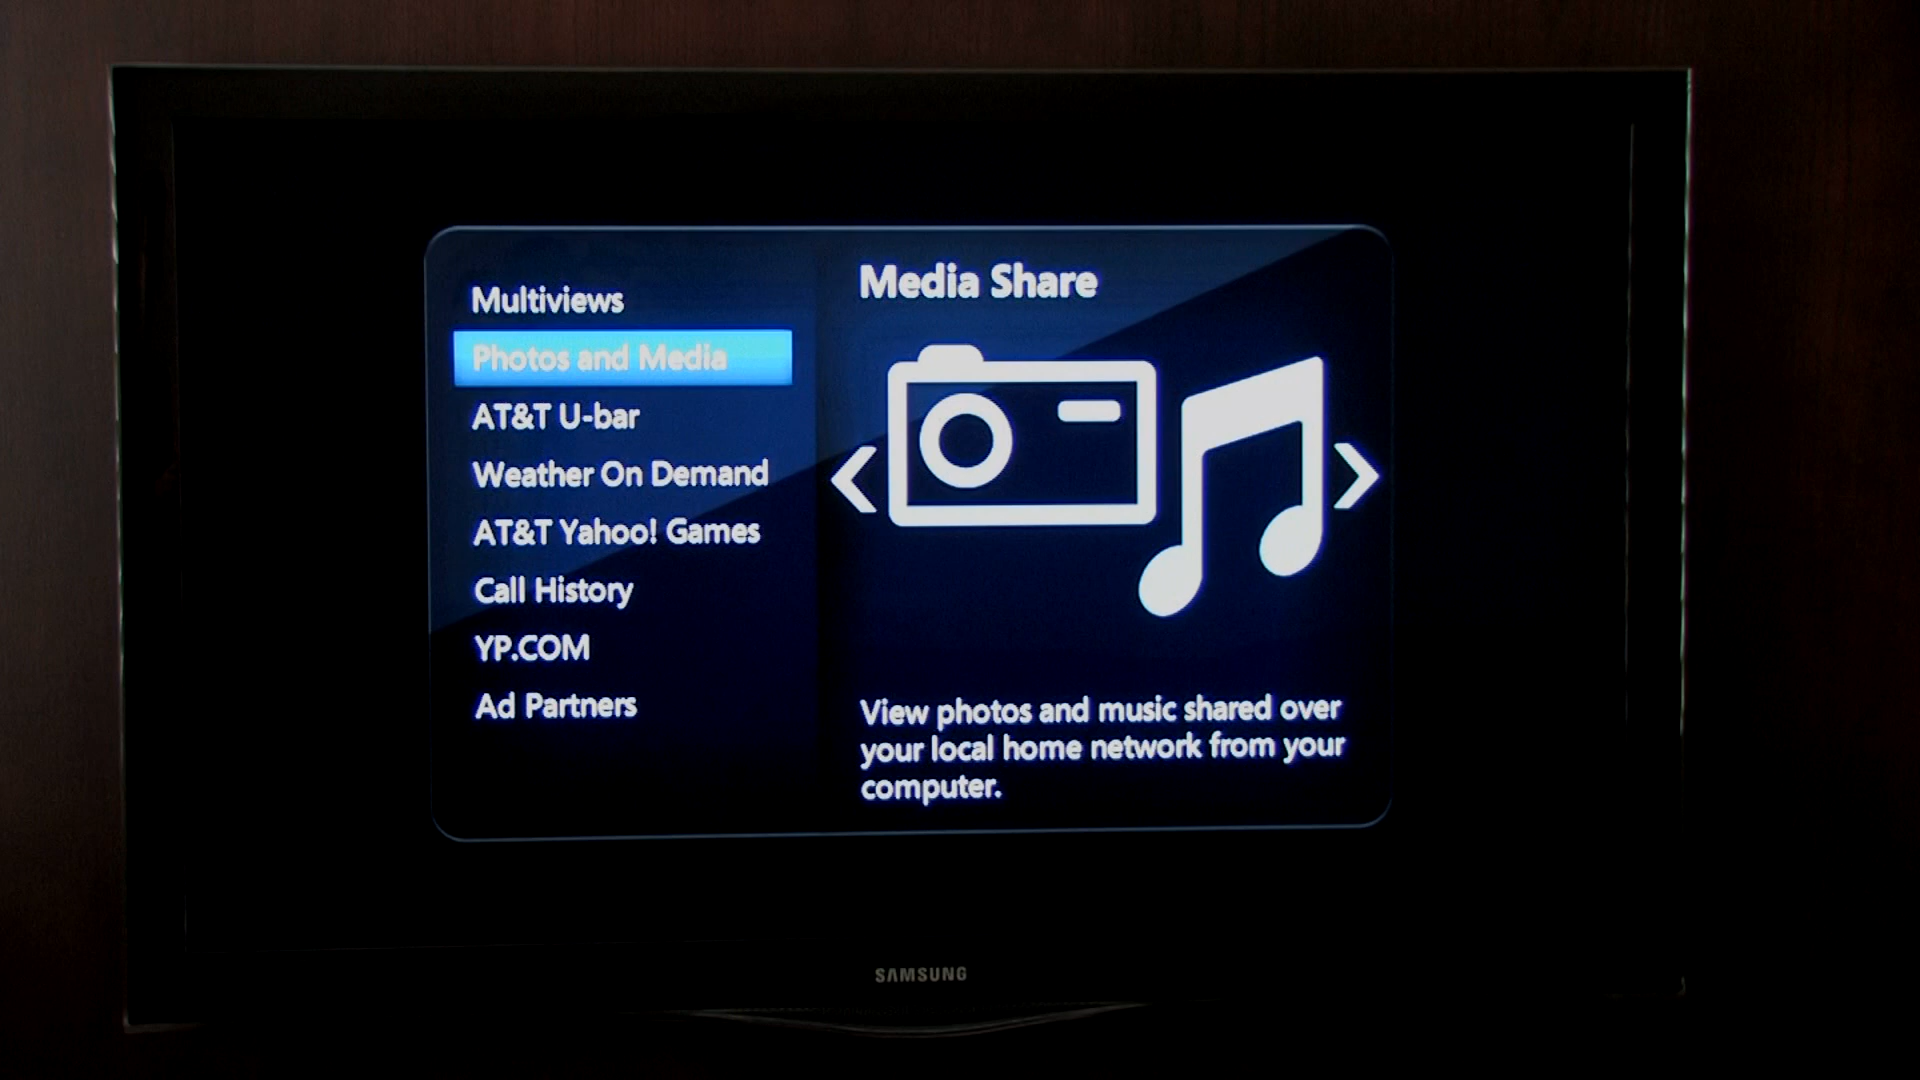 Multiviews
Photos and Media
AT&T U-bar
Weather On Demand
AT&T Yahoo! Games
Call History
YP.COM
Ad Partners
Media Share
View photos and music shared over
your local home network from your
computer.
SAMSUNG